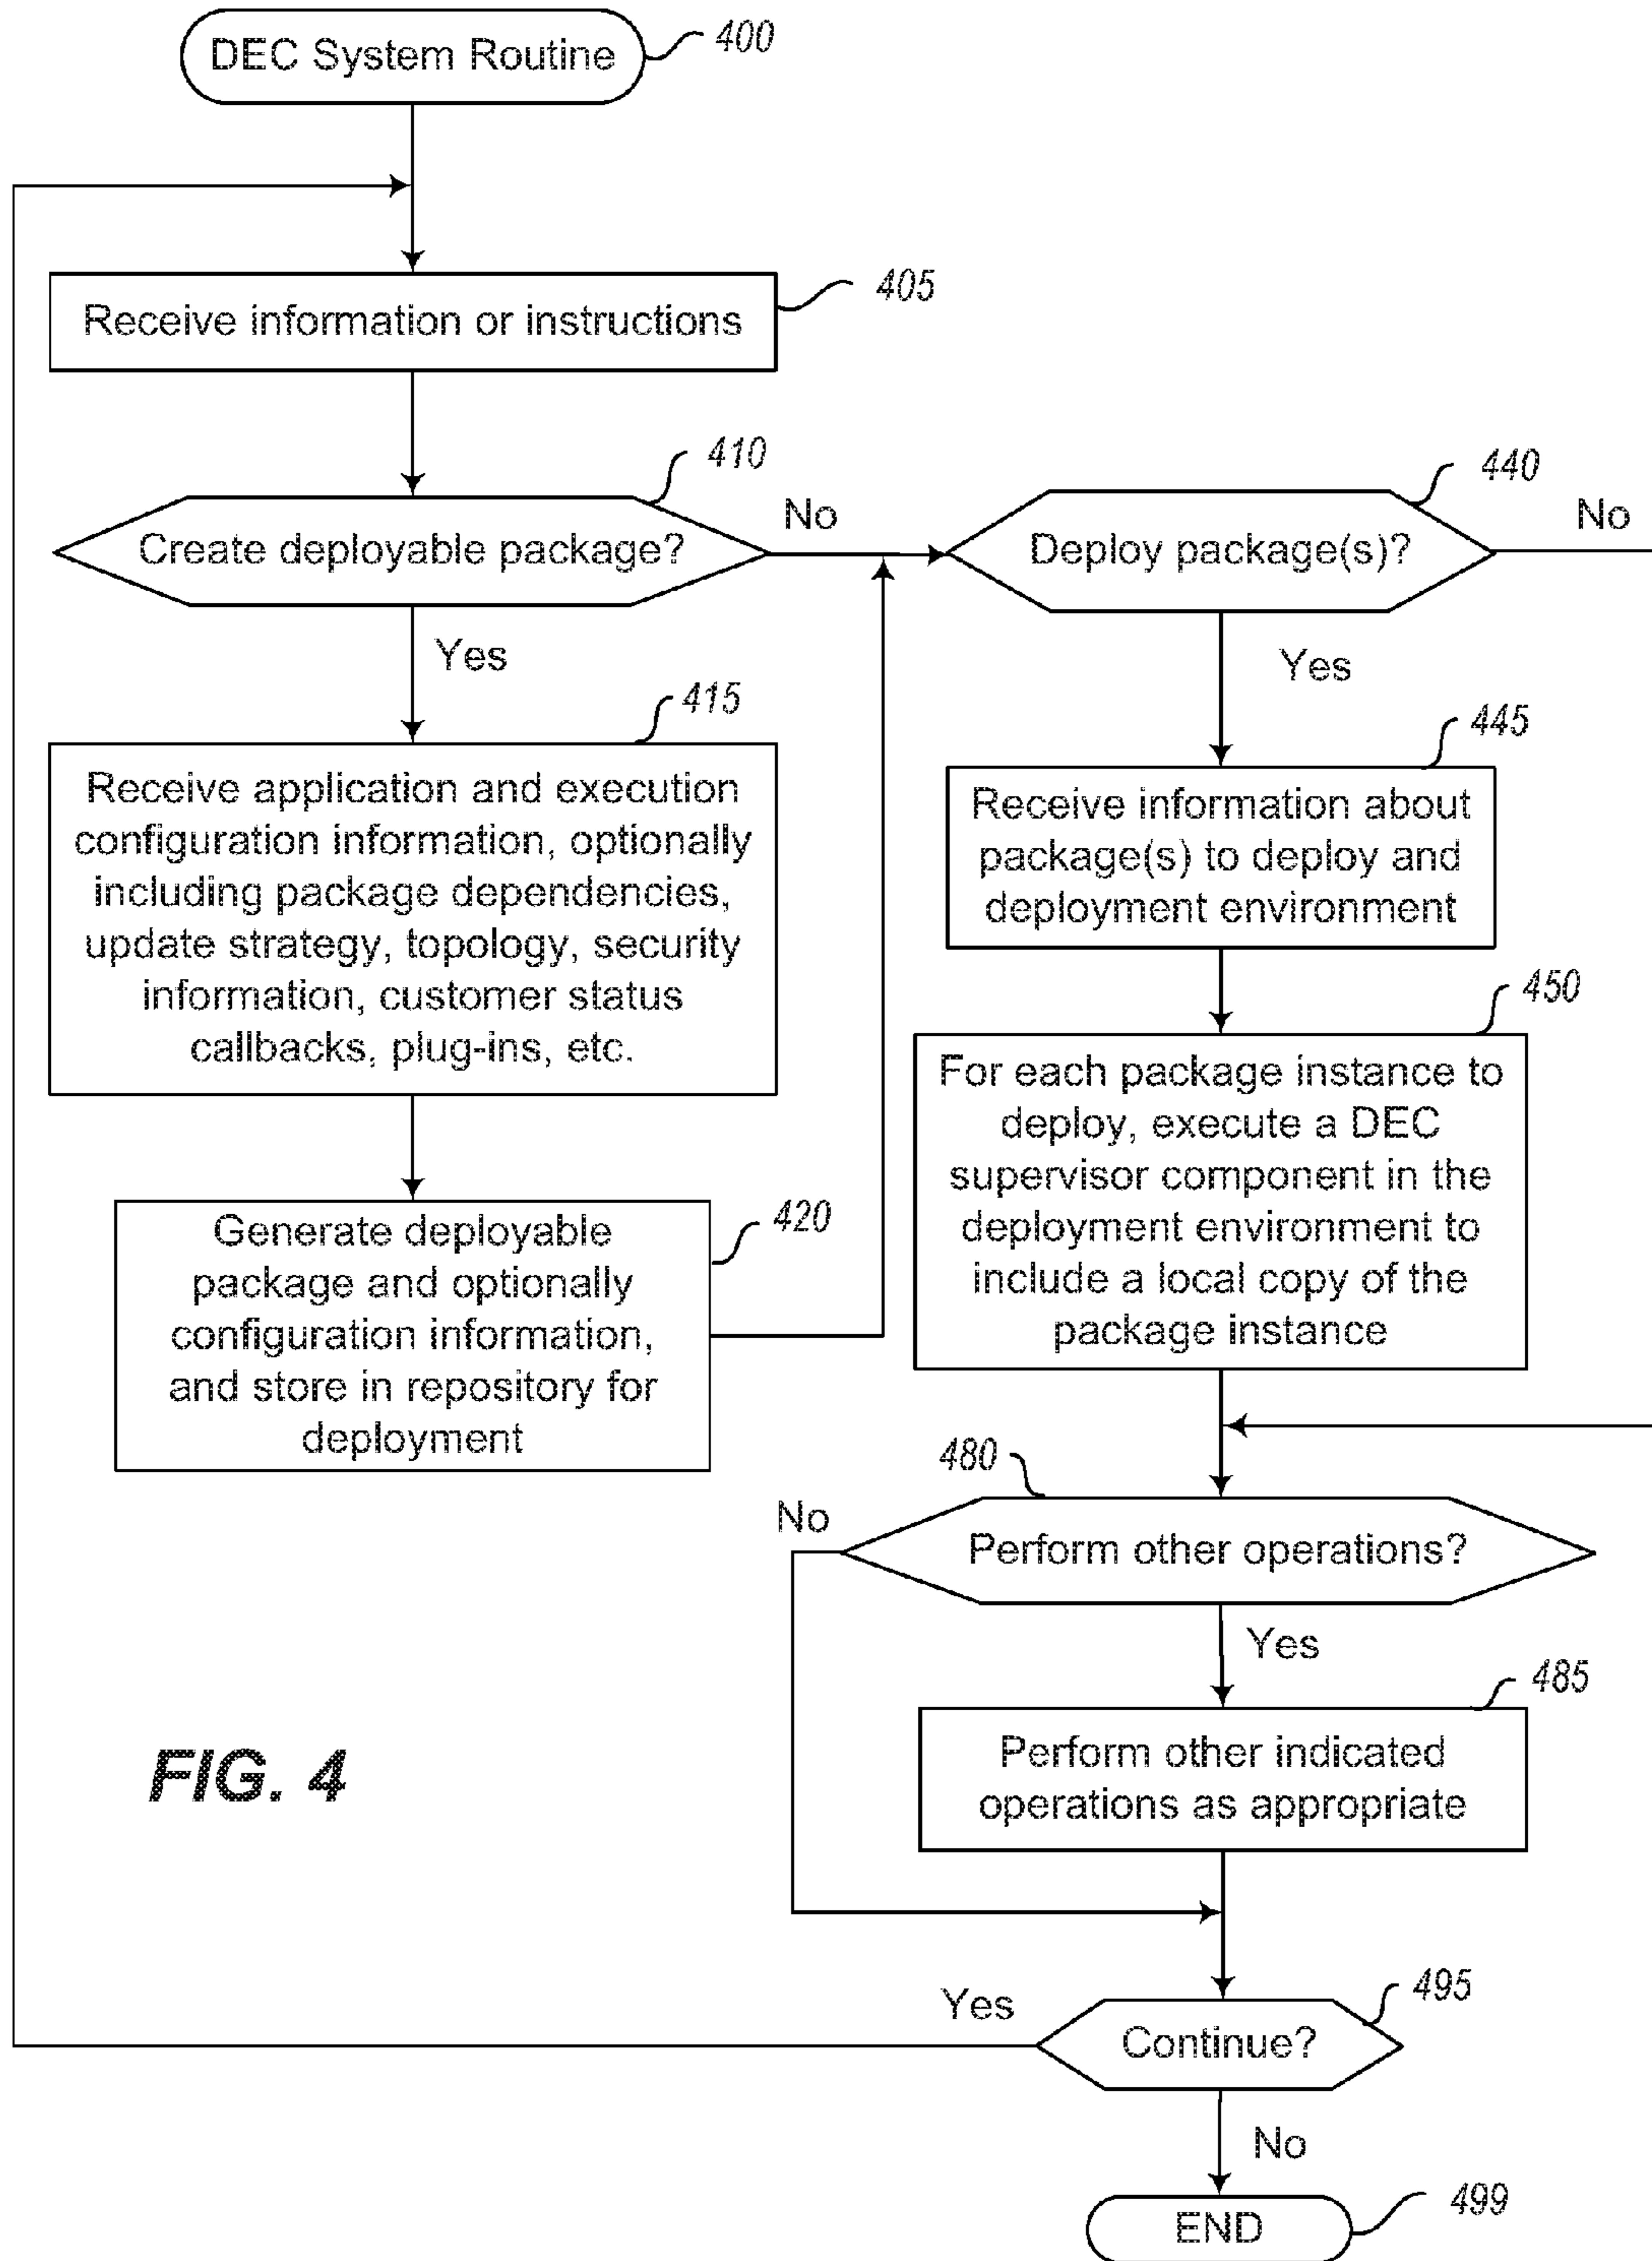 DEC System Routine
400
Receive information or instructions
405
Create deployable package?
410
No
Yes
Receive application and execution
configuration information, optionally
including package dependencies,
update strategy, topology, security
information, customer status
callbacks, plug-ins, etc.
415
Generate deployable
package and optionally
configuration information,
and store in repository for
deployment
420
Deploy package(s)?
440
No
Yes
Receive information about
package(s) to deploy and
deployment environment
445
For each package instance to
deploy, execute a DEC
supervisor component in the
deployment environment to
include a local copy of the
package instance
450
Perform other operations?
480
No
Yes
Perform other indicated
operations as appropriate
485
Continue?
495
Yes
No
END
499
FIG. 4